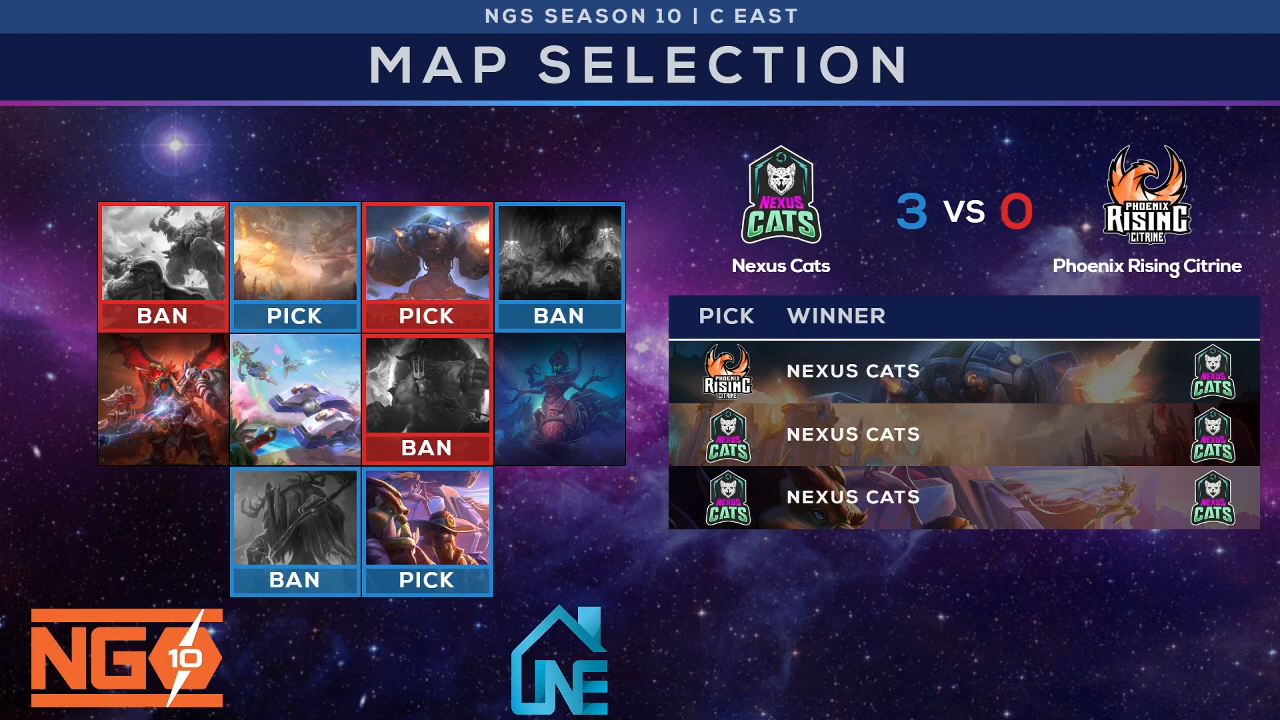 NGS SEASON 10 | C EAST
MAP SELECTION
BAN
PICK
PICK
BAN
BAN
BAN
PICK
NEXUS
CATS
Nexus Cats
3 VS 0
PHOENIX
RISING
CITRINE
Phoenix Rising Citrine
PICK WINNER
PHOENIX
RISING
CITRINE
NEXUS CATS
NEXUS
CATS
NEXUS
CATS
NEXUS CATS
NEXUS
CATS
NEXUS
CATS
NEXUS CATS
NEXUS
CATS
NGS 10
NE